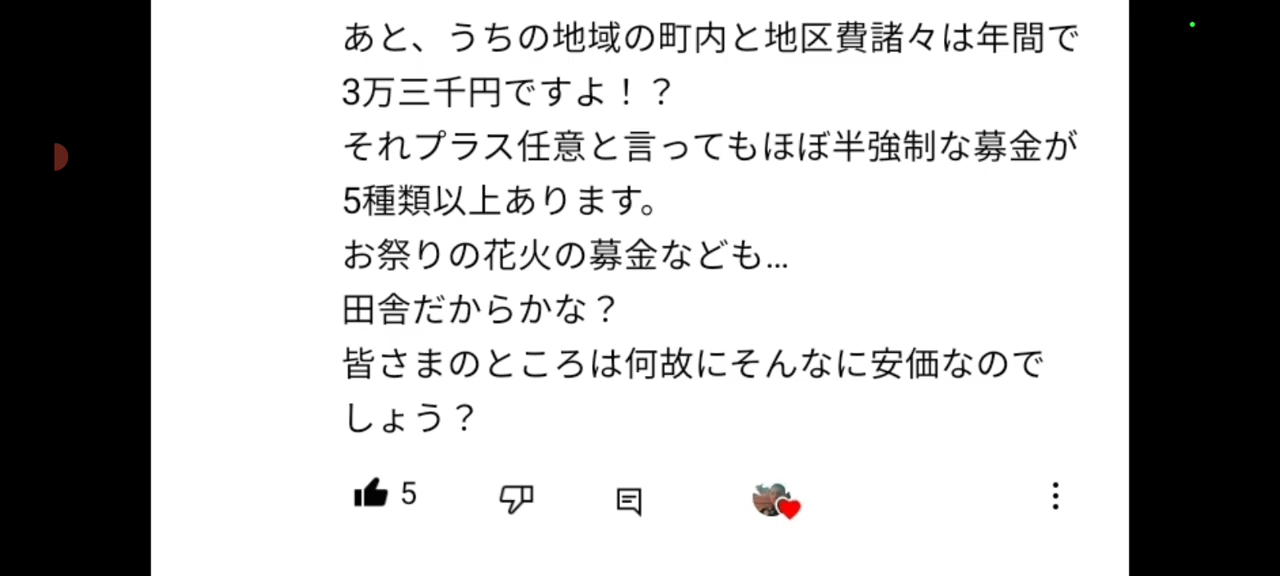 あと、うちの地域の町内と地区費諸々は年間で
3万三千円ですよ！？
それプラス任意と言ってもほぼ半強制な募金が
5種類以上あります。
お祭りの花火の募金なども…
田舎だからかな？
皆さまのところは何故にそんなに安価なので
しょう？
5